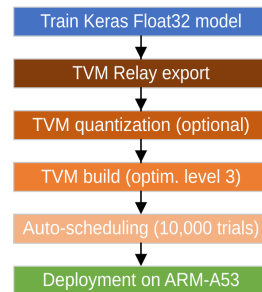 Train Keras Float32 model
TVM Relay export
TVM quantization (optional)
TVM build (optim. level 3)
Auto-scheduling (10,000 trials)
Deployment on ARM-A53